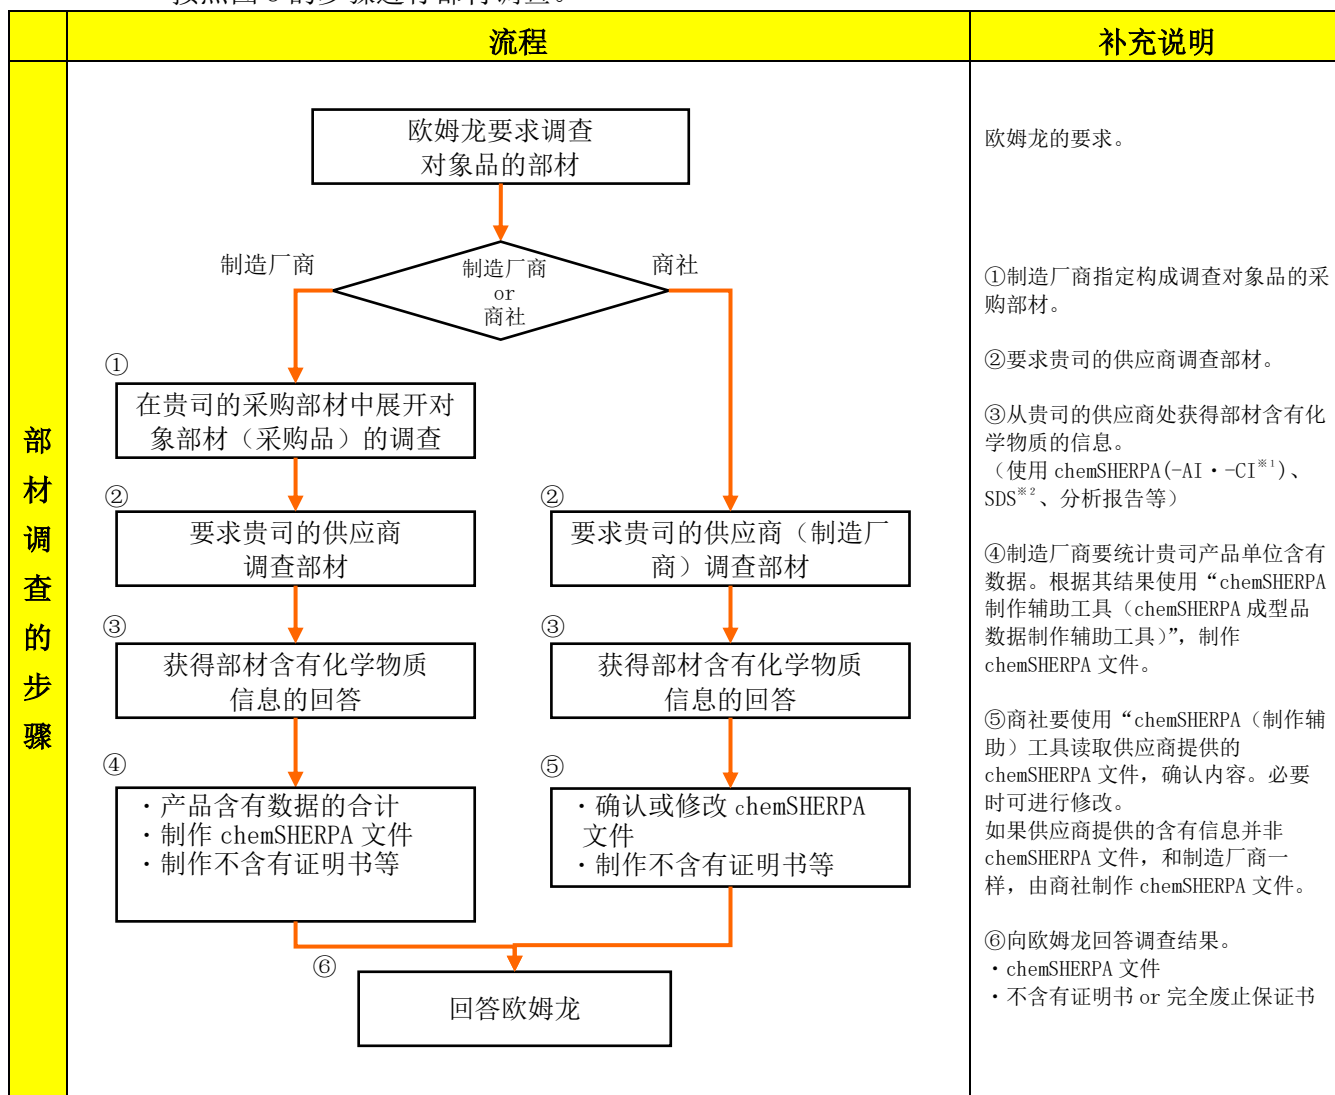 按照图 3 的步骤进行部材调查。
流程
补充说明
部
材
调
查
的
步
骤
欧姆龙要求调查
对象品的部材
制造厂商
制造厂商
or
商社
商社
①
在贵司的采购部材中展开对
象部材（采购品）的调查
②
要求贵司的供应商
调查部材
③
获得部材含有化学物质
信息的回答
④
・产品含有数据的合计
・制作 chemSHERPA 文件
・制作不含有证明书等
②
要求贵司的供应商（制造厂
商）调查部材
③
获得部材含有化学物质
信息的回答
⑤
・确认或修改 chemSHERPA
文件
・制作不含有证明书等
⑥
回答欧姆龙
欧姆龙的要求。
①制造厂商指定构成调查对象品的采
购部材。
②要求贵司的供应商调查部材。
③从贵司的供应商处获得部材含有化
学物质的信息。
（使用 chemSHERPA(-AI・-CI※1)、
SDS※2、分析报告等）
④制造厂商要统计贵司产品单位含有
数据。根据其结果使用“chemSHERPA
制作辅助工具（chemSHERPA 成型品
数据制作辅助工具）”，制作
chemSHERPA 文件。
⑤商社要使用“chemSHERPA（制作辅
助）工具读取供应商提供的
chemSHERPA 文件，确认内容。必要
时可进行修改。
如果供应商提供的含有信息并非
chemSHERPA 文件，和制造厂商一
样，由商社制作 chemSHERPA 文件。
⑥向欧姆龙回答调查结果。
・chemSHERPA 文件
・不含有证明书 or 完全废止保证书